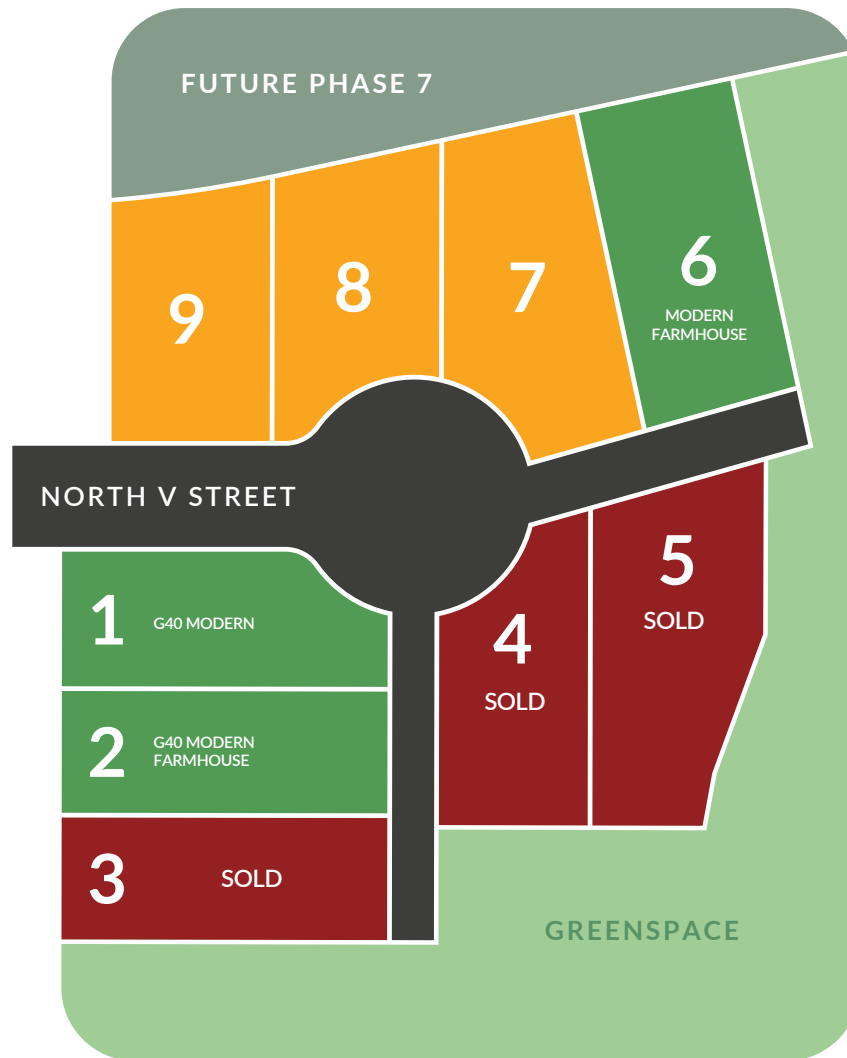 FUTURE PHASE 7
9
8
7
6
MODERN
FARMHOUSE
NORTH V STREET
1
G40 MODERN
2
G40 MODERN
FARMHOUSE
3
SOLD
4
SOLD
5
SOLD
GREENSPACE